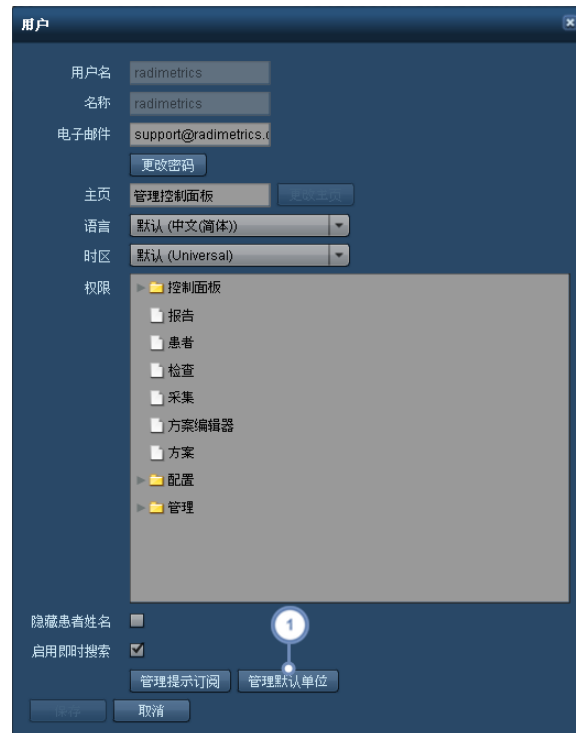 用户
用户名 radimetrics
名称 radimetrics
电子邮件 support@radimetrics.
更改密码
主页 管理控制面板 更改主页
语言 默认 (中文(简体))
时区 默认 (Universal)
权限 控制面板
报告
患者
检查
采集
方案编辑器
方案
配置
管理
隐藏患者姓名
1
启用即时搜索
管理提示订阅 管理默认单位
保存 取消